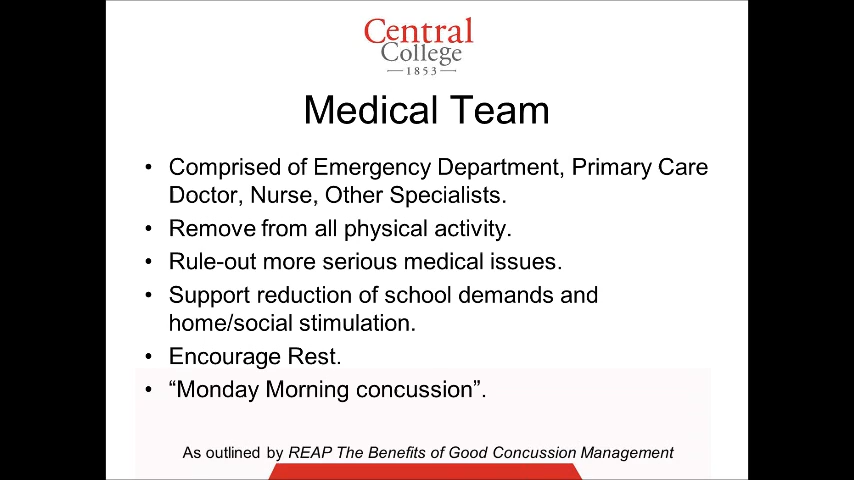 Central
College
1853
Medical Team
• Comprised of Emergency Department, Primary Care
Doctor, Nurse, Other Specialists.
• Remove from all physical activity.
• Rule-out more serious medical issues.
• Support reduction of school demands and
home/social stimulation.
• Encourage Rest.
• “Monday Morning concussion”.
As outlined by REAP The Benefits of Good Concussion Management